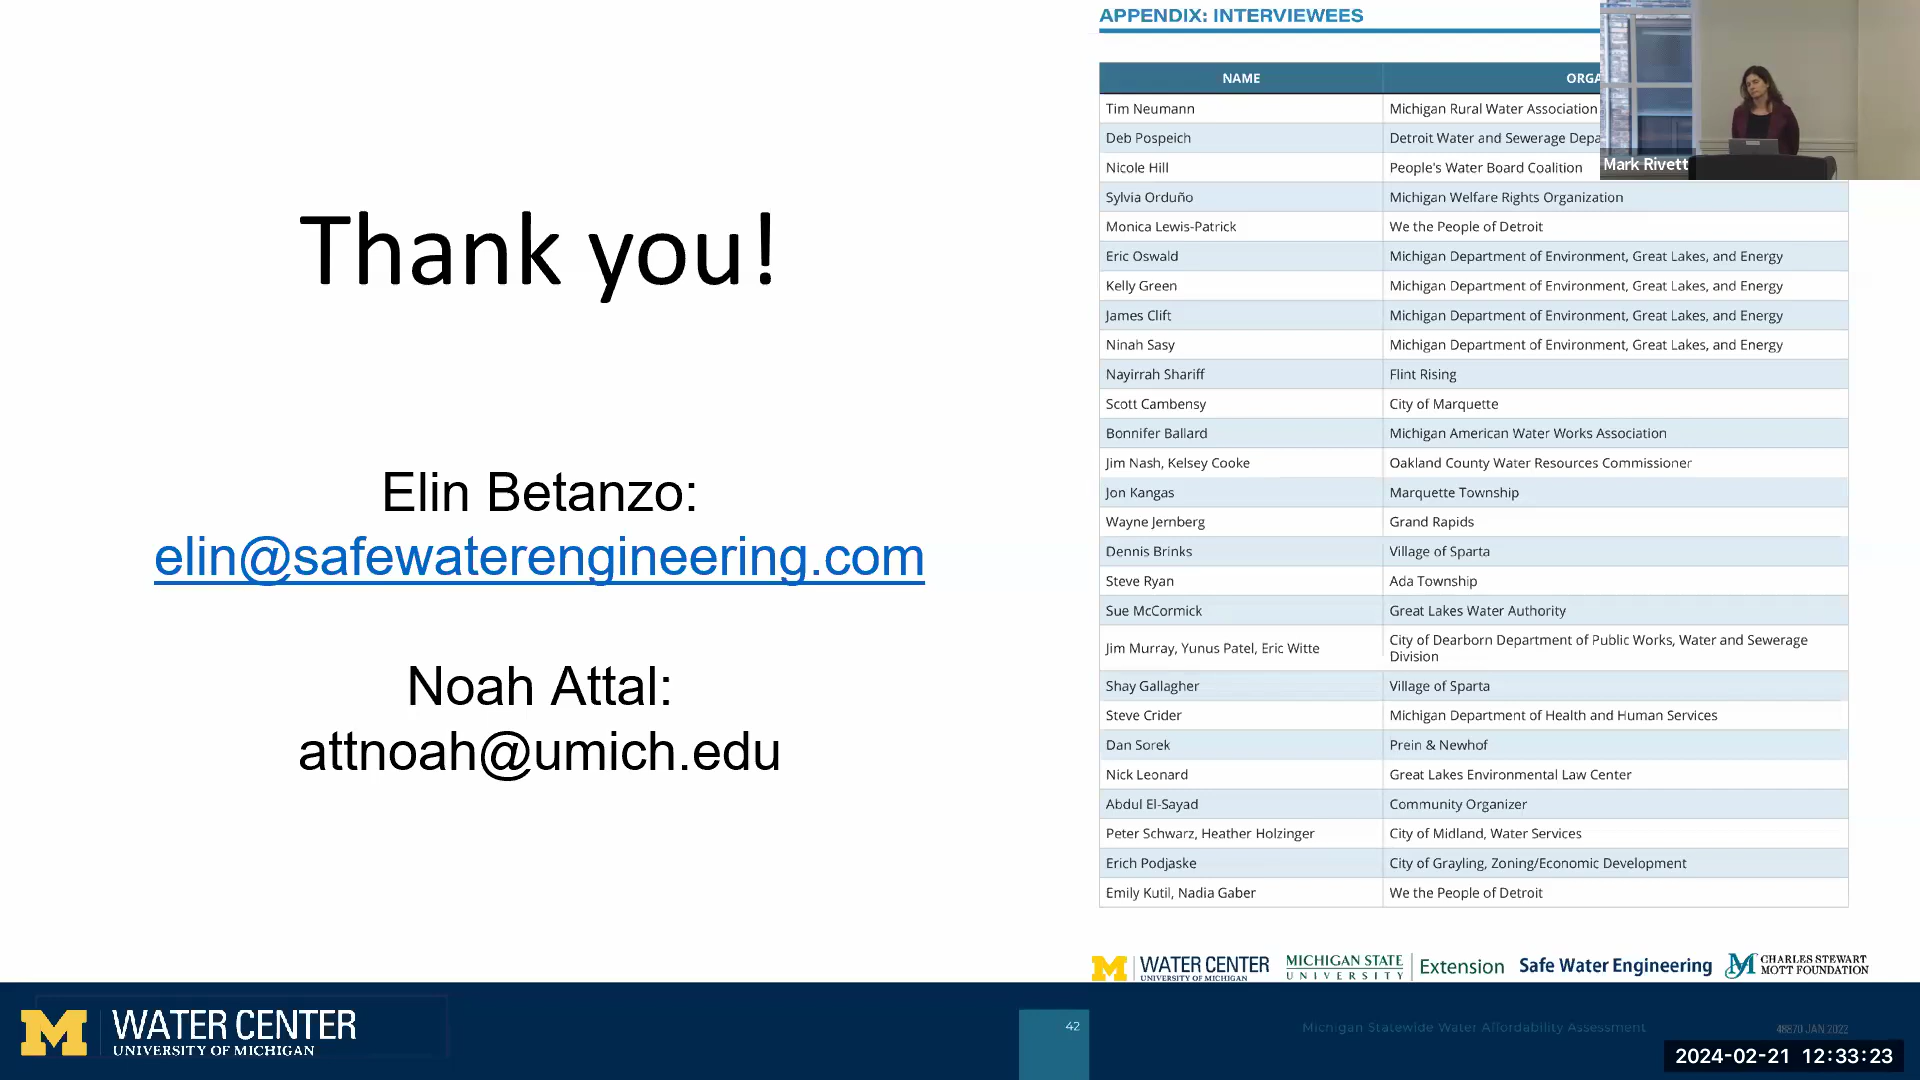 Thank you!
Elin Betanzo:
elin@safewaterengineering.com
Noah Attal:
attnoah@umich.edu
APPENDIX: INTERVIEWEES
NAME ORGA
Tim Neumann Michigan Rural Water Association
Deb Pospeich Detroit Water and Sewerage Depa
Nicole Hill People's Water Board Coalition
Sylvia Orduño Michigan Welfare Rights Organization
Monica Lewis-Patrick We the People of Detroit
Eric Oswald Michigan Department of Environment, Great Lakes, and Energy
Kelly Green Michigan Department of Environment, Great Lakes, and Energy
James Clift Michigan Department of Environment, Great Lakes, and Energy
Ninah Sasy Michigan Department of Environment, Great Lakes, and Energy
Nayirrah Shariff Flint Rising
Scott Cambensy City of Marquette
Bonnifer Ballard Michigan American Water Works Association
Jim Nash, Kelsey Cooke Oakland County Water Resources Commissioner
Jon Kangas Marquette Township
Wayne Jernberg Grand Rapids
Dennis Brinks Village of Sparta
Steve Ryan Ada Township
Sue McCormick Great Lakes Water Authority
Jim Murray, Yunus Patel, Eric Witte City of Dearborn Department of Public Works, Water and Sewerage
Division
Shay Gallagher Village of Sparta
Steve Crider Michigan Department of Health and Human Services
Dan Sorek Prein & Newhof
Nick Leonard Great Lakes Environmental Law Center
Abdul El-Sayad Community Organizer
Peter Schwarz, Heather Holzinger City of Midland, Water Services
Erich Podjaske City of Grayling, Zoning/Economic Development
Emily Kutil, Nadia Gaber We the People of Detroit
Mark Rivett
M WATER CENTER
UNIVERSITY OF MICHIGAN
MICHIGAN STATE
UNIVERSITY
Extension
Safe Water Engineering
CHARLES STEWART
MOTT FOUNDATION
M WATER CENTER
UNIVERSITY OF MICHIGAN
42
Michigan Statewide Water Affordability Assessment
48870 JAN 2022
2024-02-21 12:33:23